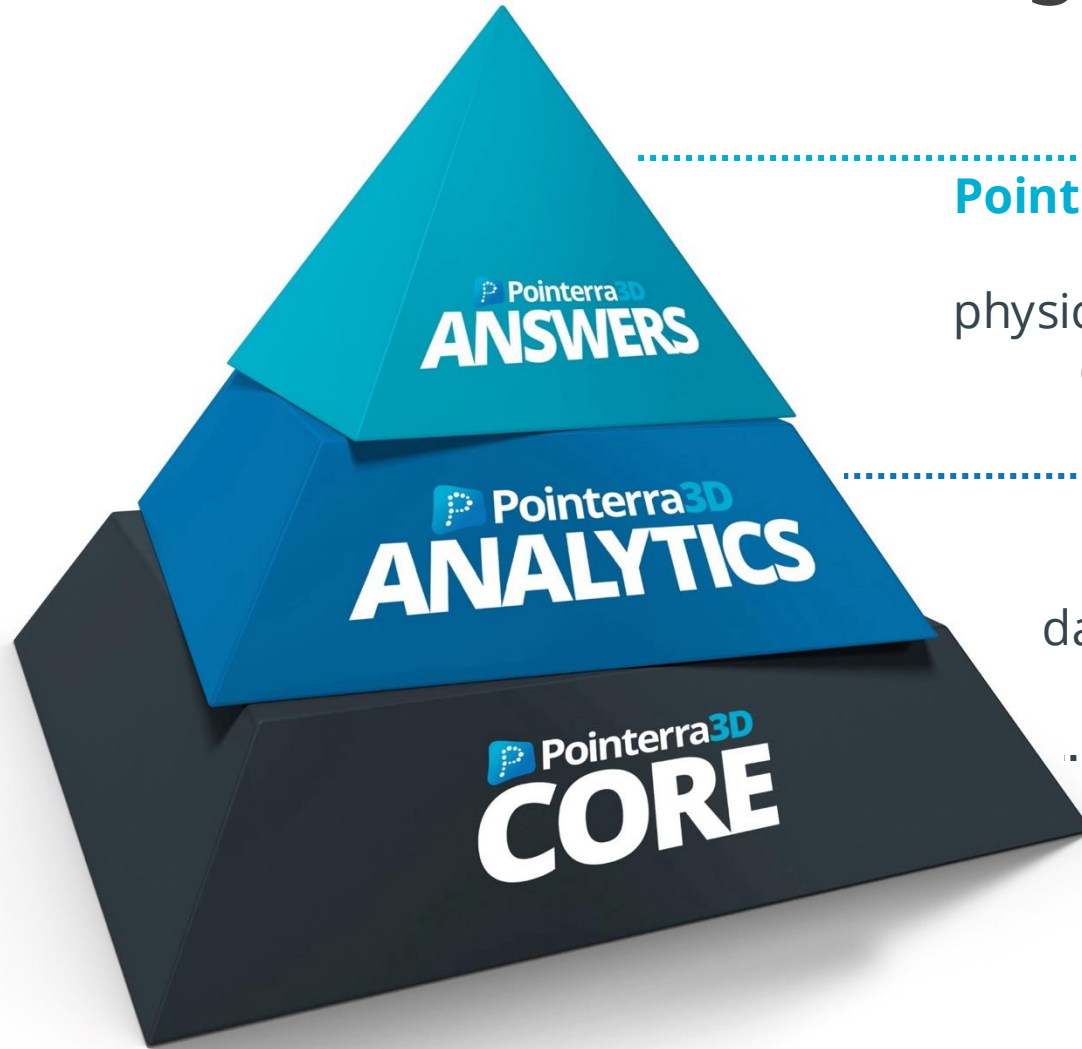 Pointerra3D
ANSWERS
Point
physic
Pointerra3D
ANALYTICS
da
Pointerra3D
CORE